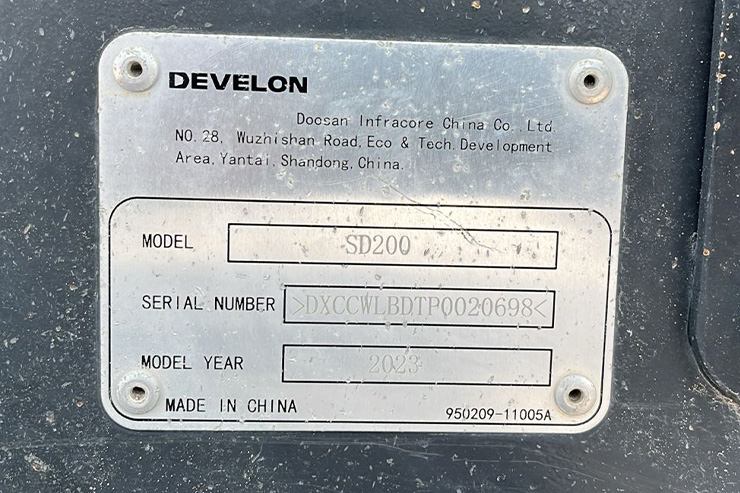 DEVELON
Doosan Infracore China Co.,Ltd.
NO.28, Wuzhishan Road,Eco & Tech.Development
Area,Yantai,Shandong,China.
MODEL SD200
SERIAL NUMBER >DXCCWLBDTP0020698<
MODEL YEAR 2023
MADE IN CHINA 950209-11005A